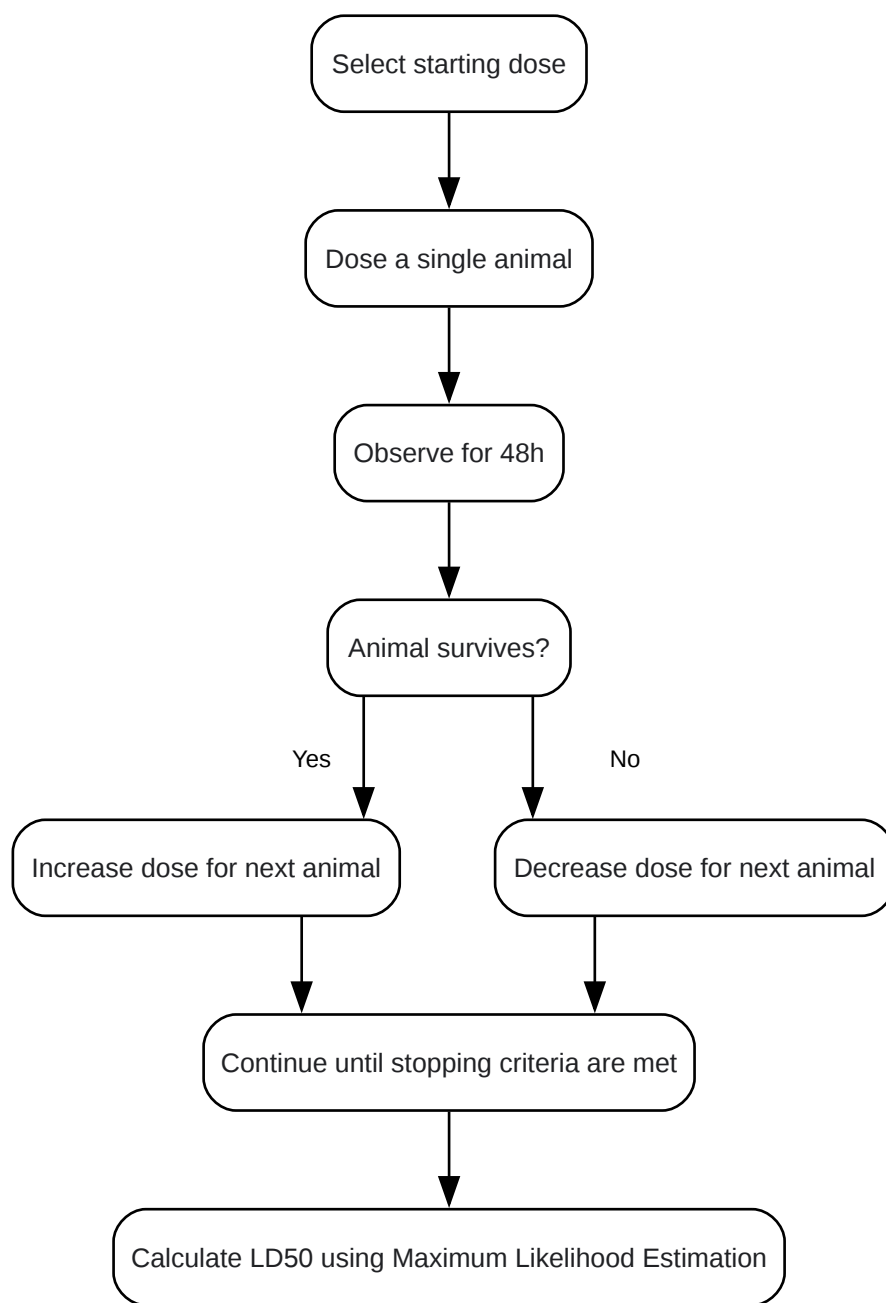 Select starting dose
Dose a single animal
Observe for 48h
Animal survives?
Yes
No
Increase dose for next animal
Decrease dose for next animal
Continue until stopping criteria are met
Calculate LD50 using Maximum Likelihood Estimation